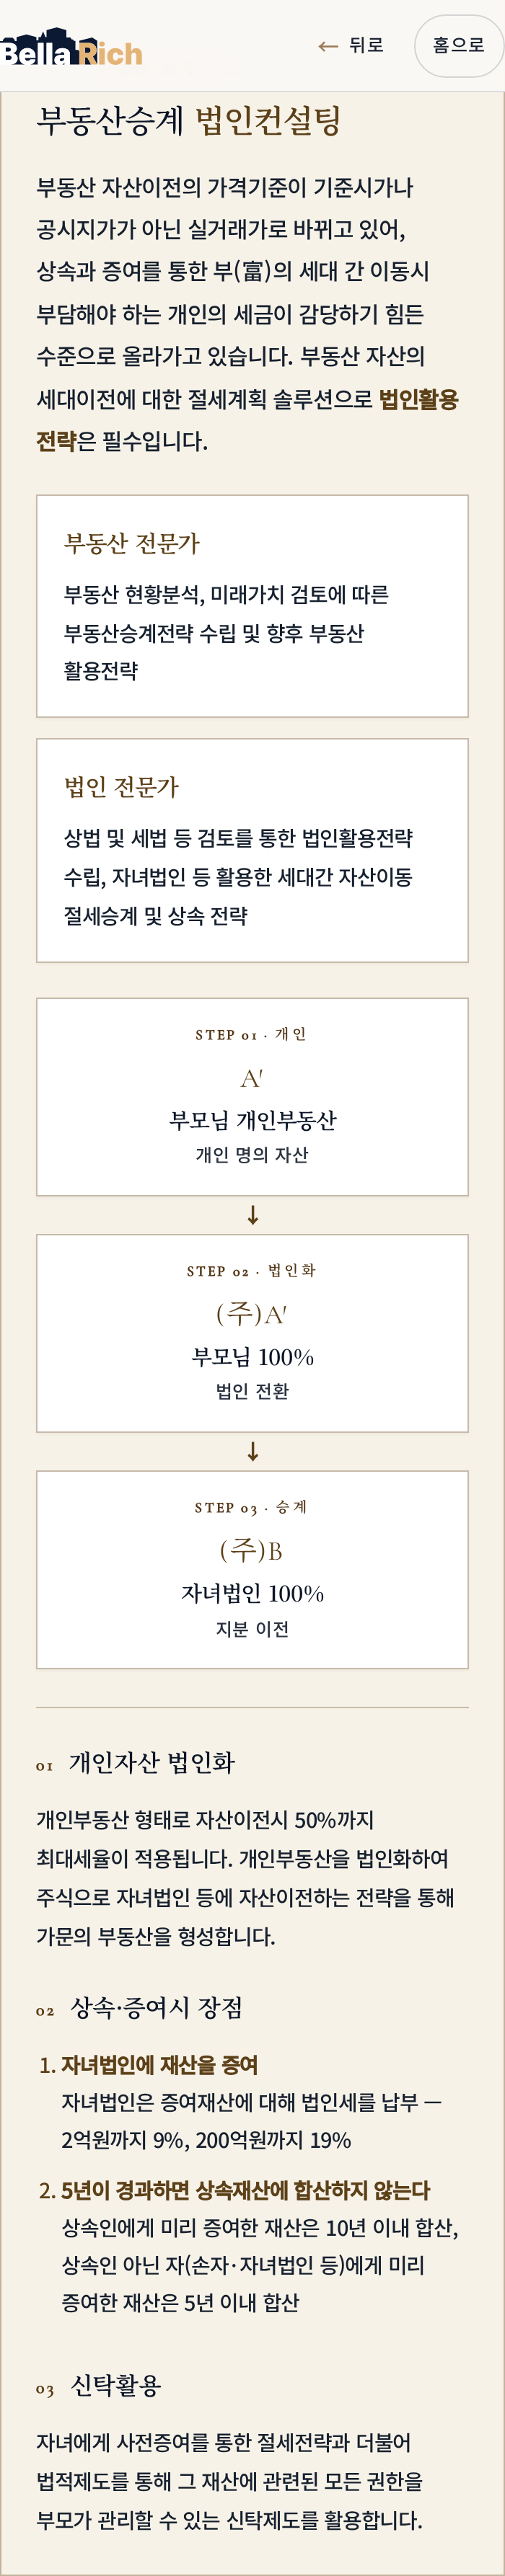 Bella Rich
← 뒤로
홈으로
부동산승계 법인컨설팅
부동산 자산이전의 가격기준이 기준시가나
공시지가가 아닌 실거래가로 바뀌고 있어,
상속과 증여를 통한 부(富)의 세대 간 이동시
부담해야 하는 개인의 세금이 감당하기 힘든
수준으로 올라가고 있습니다. 부동산 자산의
세대이전에 대한 절세계획 솔루션으로 법인활용
전략은 필수입니다.
부동산 전문가
부동산 현황분석, 미래가치 검토에 따른
부동산승계전략 수립 및 향후 부동산
활용전략
법인 전문가
상법 및 세법 등 검토를 통한 법인활용전략
수립, 자녀법인 등 활용한 세대간 자산이동
절세승계 및 상속 전략
STEP 01 · 개인
A′
부모님 개인부동산
개인 명의 자산
↓
STEP 02 · 법인화
(주)A′
부모님 100%
법인 전환
↓
STEP 03 · 승계
(주)B
자녀법인 100%
지분 이전
01 개인자산 법인화
개인부동산 형태로 자산이전시 50%까지
최대세율이 적용됩니다. 개인부동산을 법인화하여
주식으로 자녀법인 등에 자산이전하는 전략을 통해
가문의 부동산을 형성합니다.
02 상속·증여시 장점
1. 자녀법인에 재산을 증여
자녀법인은 증여재산에 대해 법인세를 납부 —
2억원까지 9%, 200억원까지 19%
2. 5년이 경과하면 상속재산에 합산하지 않는다
상속인에게 미리 증여한 재산은 10년 이내 합산,
상속인 아닌 자(손자·자녀법인 등)에게 미리
증여한 재산은 5년 이내 합산
03 신탁활용
자녀에게 사전증여를 통한 절세전략과 더불어
법적제도를 통해 그 재산에 관련된 모든 권한을
부모가 관리할 수 있는 신탁제도를 활용합니다.